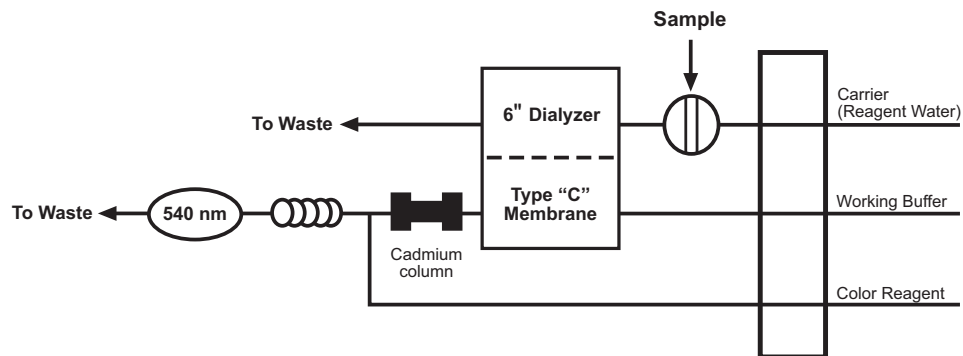 Sample
Carrier
(Reagent Water)
To Waste
6" Dialyzer
Type “C”
Membrane
Working Buffer
To Waste
540 nm
Cadmium
column
Color Reagent